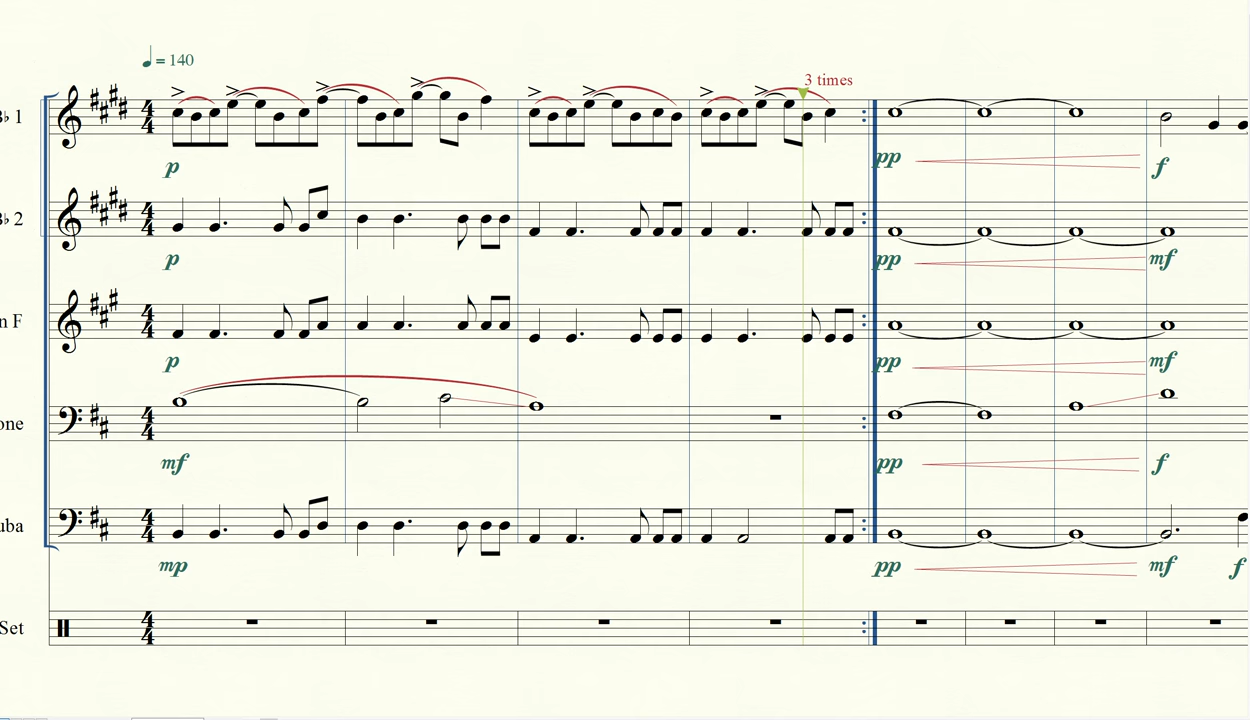 ♩ = 140
3 times
B♭ 1
p
pp
f
B♭ 2
p
pp
mf
n F
p
pp
mf
one
mf
pp
f
uba
mp
pp
mf
f
Set